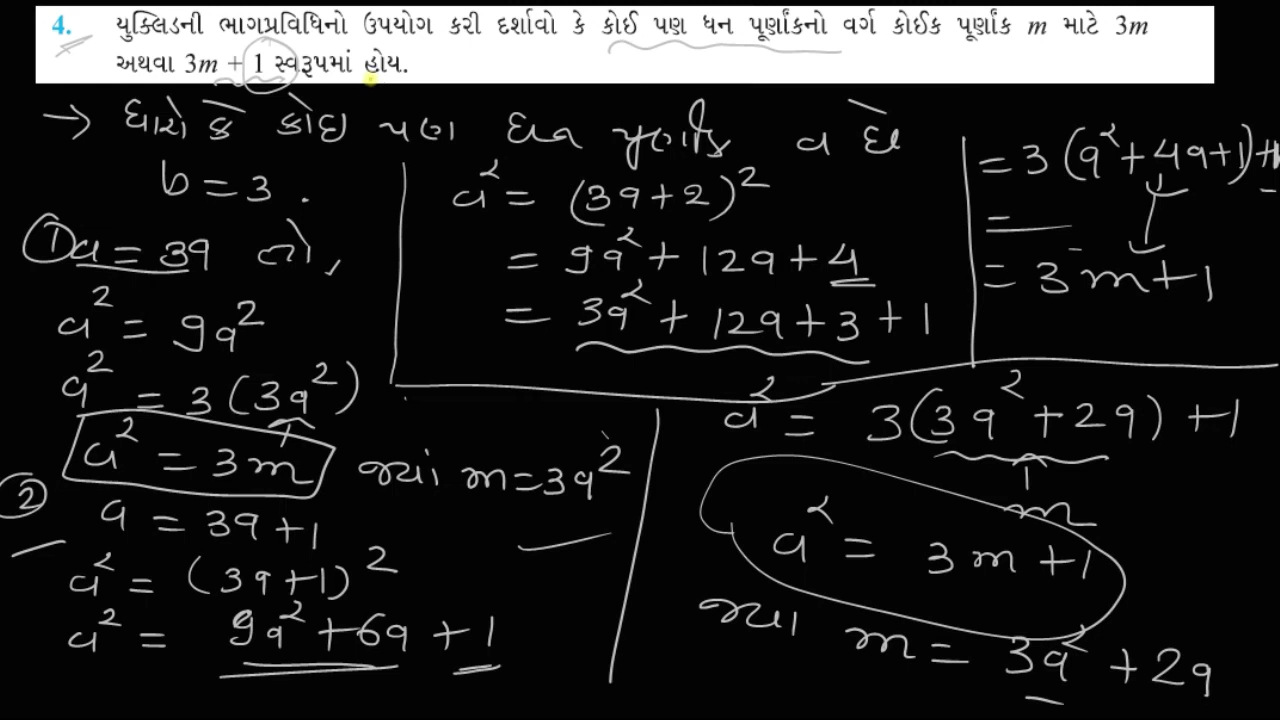 4. યુક્લિડની ભાગપ્રવિધિનો ઉપયોગ કરી દર્શાવો કે કોઈ પણ ધન પૂર્ણાંકનો વર્ગ કોઈક પૂર્ણાંક m માટે 3m
અથવા 3m + 1 સ્વરૂપમાં હોય.
→ ધારો કે કોઇ પણ ધન પૂર્ણાંક a છે
b = 3 .
① a = 3q તો,
a² = 9q²
a² = 3 (3q²)
a² = 3m જ્યાં m = 3q²
② a = 3q + 1
a² = (3q + 1)²
a² = 9q² + 6q + 1
a² = (3q + 2)²
= 9q² + 12q + 4
= 3q² + 12q + 3 + 1
= 3 (q² + 4q + 1) + 1
=
= 3m + 1
a² = 3(3q² + 2q) + 1
m
a² = 3m + 1
જ્યા m = 3q² + 2q